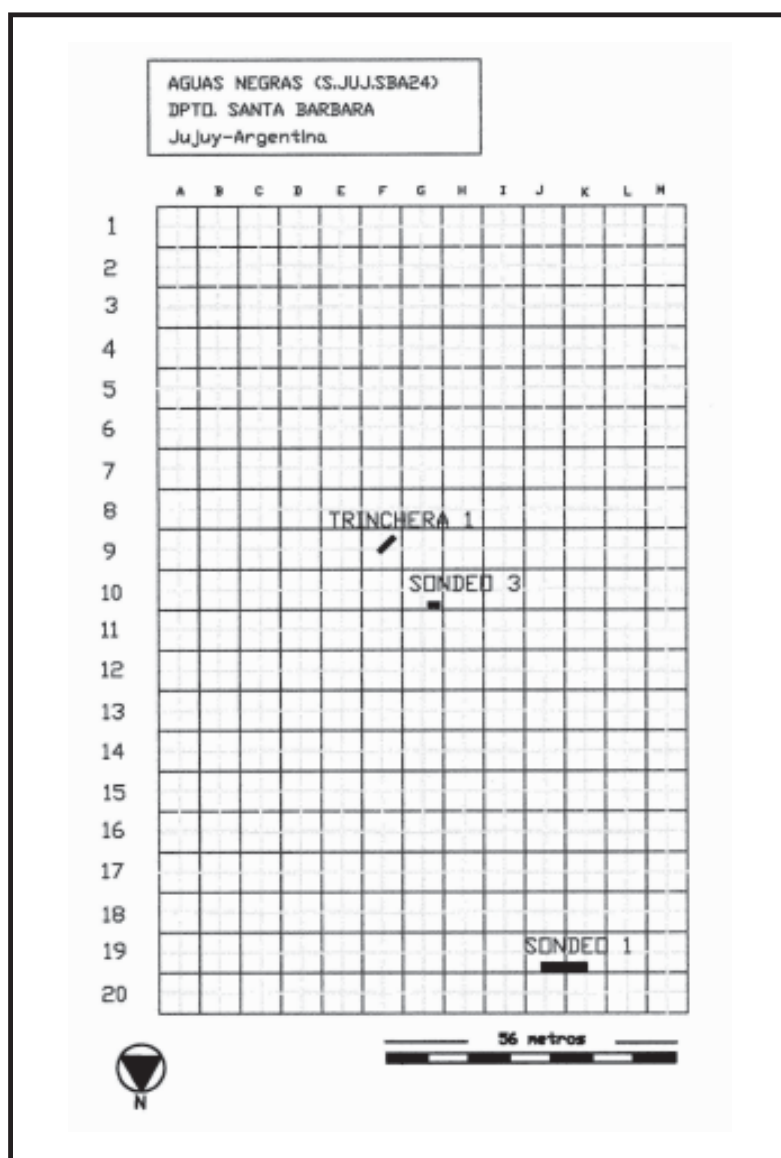 AGUAS NEGRAS (S.JUJ.SBA24)
DPTO. SANTA BARBARA
Jujuy-Argentina
A B C D E F G H I J K L M
1
2
3
4
5
6
7
8
TRINCHERA 1
9
SONDEO 3
10
11
12
13
14
15
16
17
18
SONDEO 1
19
20
56 metros
N